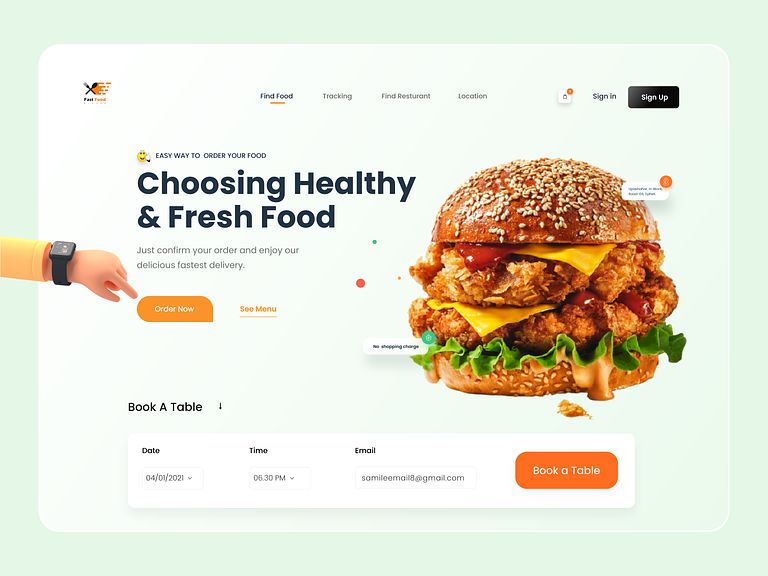 Fast Food
Find Food
Tracking
Find Resturant
Location
Sign in
Sign Up
EASY WAY TO ORDER YOUR FOOD
Choosing Healthy
& Fresh Food
Just confirm your order and enjoy our
delicious fastest delivery.
Order Now
See Menu
No shopping charge
Book A Table
Date
Time
Email
04/01/2021
06.30 PM
samileemail8@gmail.com
Book a Table